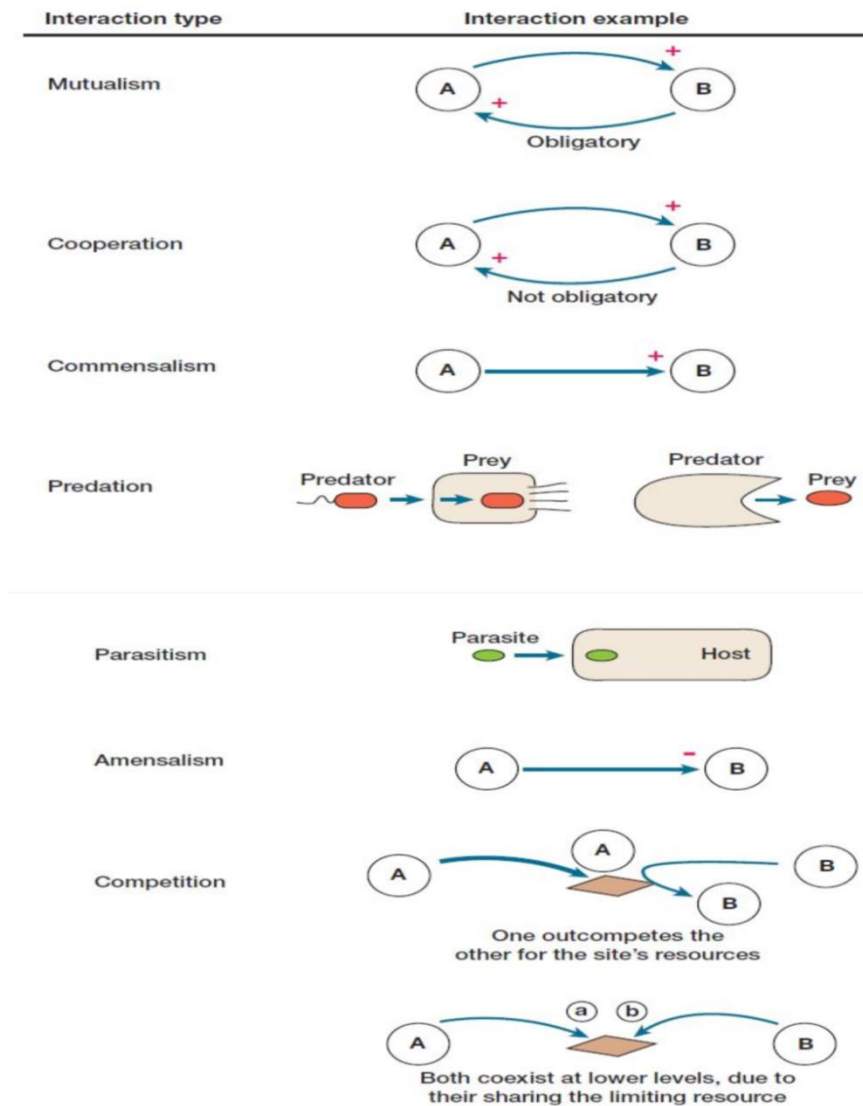 Interaction type Interaction example
Mutualism
A
+
B
+
Obligatory
Cooperation
A
+
B
+
Not obligatory
Commensalism
A
+
B
Predation
Predator
Prey
Predator
Prey
Parasitism
Parasite
Host
Amensalism
A
-
B
Competition
A
A
B
B
One outcompetes the
other for the site's resources
A
a
b
B
Both coexist at lower levels, due to
their sharing the limiting resource